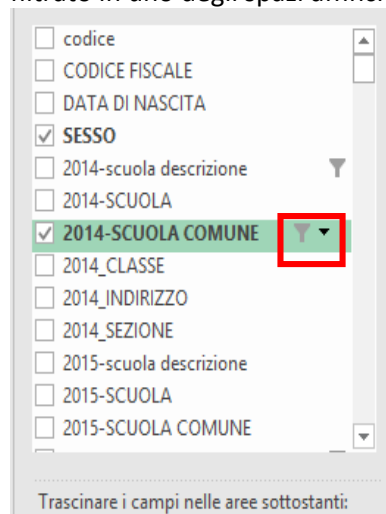 codice
CODICE FISCALE
DATA DI NASCITA
SESSO
2014-scuola descrizione
2014-SCUOLA
2014-SCUOLA COMUNE
2014_CLASSE
2014_INDIRIZZO
2014_SEZIONE
2015-scuola descrizione
2015-SCUOLA
2015-SCUOLA COMUNE
Trascinare i campi nelle aree sottostanti: